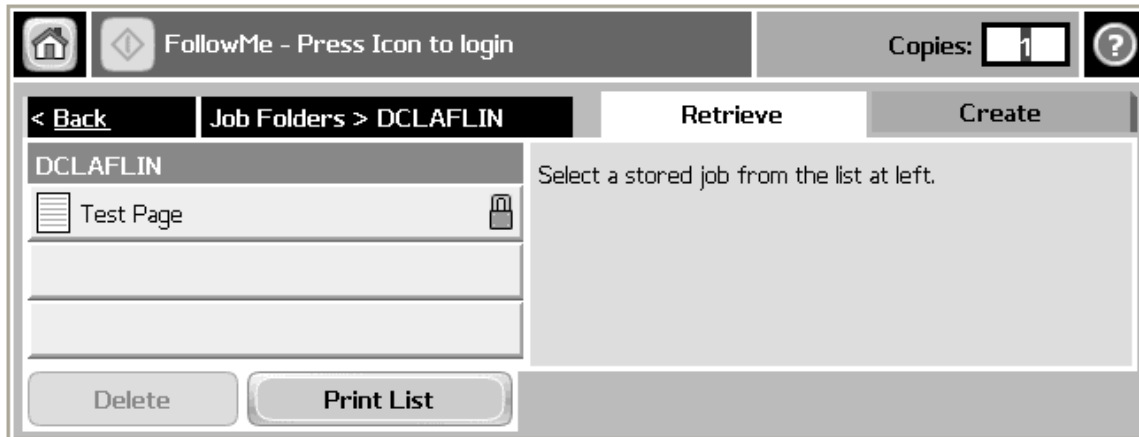 FollowMe - Press Icon to login
Copies: 1
?
< Back
Job Folders > DCLAFLIN
Retrieve
Create
DCLAFLIN
Select a stored job from the list at left.
Test Page
Delete
Print List